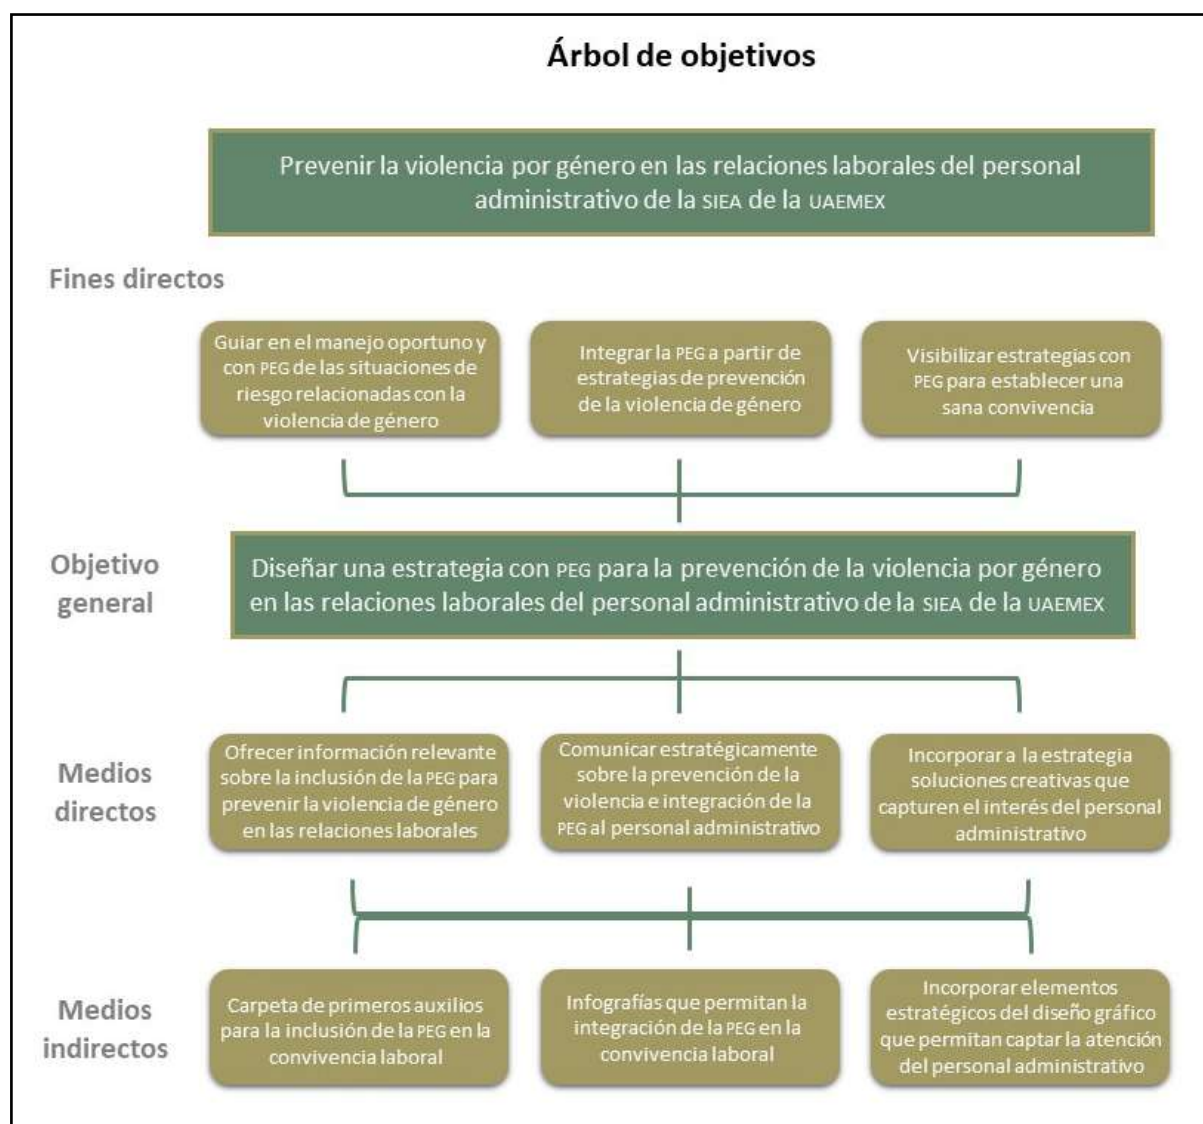 Árbol de objetivos
Prevenir la violencia por género en las relaciones laborales del personal
administrativo de la SIEA de la UAEMEX
Fines directos
Guiar en el manejo oportuno y
con PEG de las situaciones de
riesgo relacionadas con la
violencia de género
Integrar la PEG a partir de
estrategias de prevención
de la violencia de género
Visibilizar estrategias con
PEG para establecer una
sana convivencia
Objetivo
general
Diseñar una estrategia con PEG para la prevención de la violencia por género
en las relaciones laborales del personal administrativo de la SIEA de la UAEMEX
Medios
directos
Ofrecer información relevante
sobre la inclusión de la PEG para
prevenir la violencia de género
en las relaciones laborales
Comunicar estratégicamente
sobre la prevención de la
violencia e integración de la
PEG al personal administrativo
Incorporar a la estrategia
soluciones creativas que
capturen el interés del personal
administrativo
Medios
indirectos
Carpeta de primeros auxilios
para la inclusión de la PEG en la
convivencia laboral
Infografías que permitan la
integración de la PEG en la
convivencia laboral
Incorporar elementos
estratégicos del diseño gráfico
que permitan captar la atención
del personal administrativo